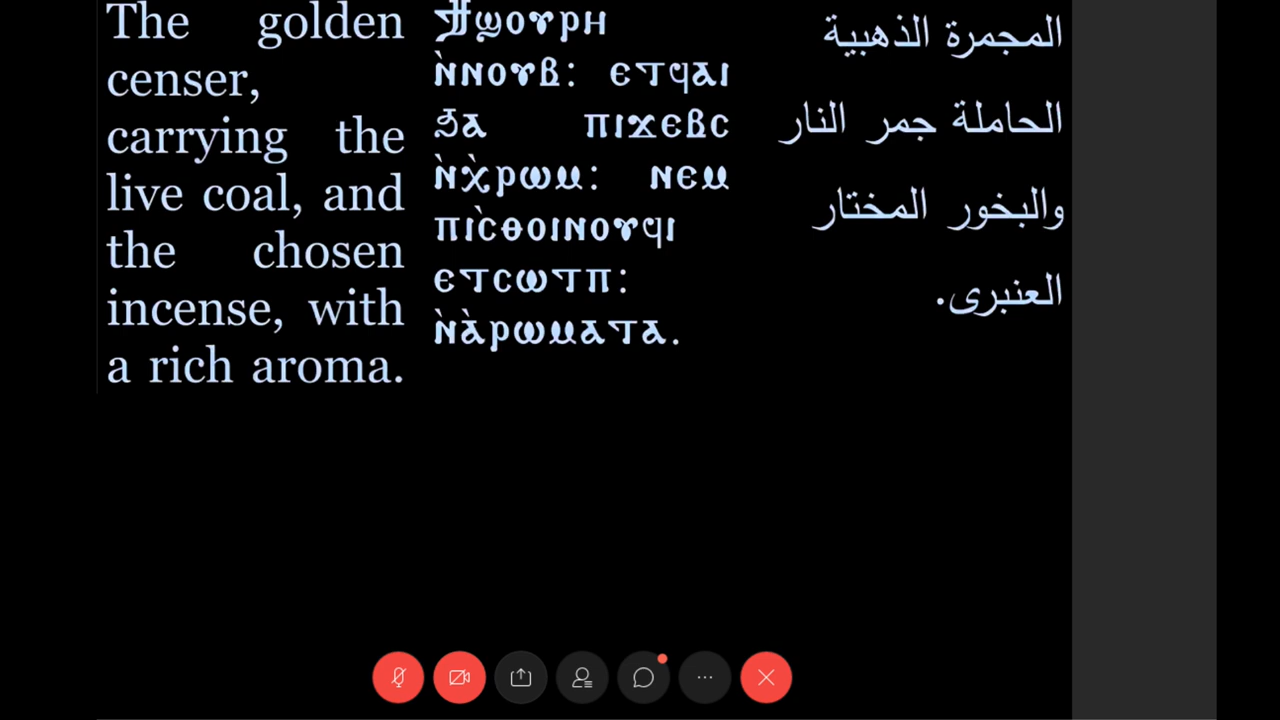 The golden
censer,
carrying the
live coal, and
the chosen
incense, with
a rich aroma.
Ϯϣⲟⲩⲣⲏ
ⲛ̀ⲛⲟⲩⲃ: ⲉⲧϥⲁⲓ
ϧⲁ ⲡⲓϫⲉⲃⲥ
ⲛ̀ⲭ̀ⲣⲱⲙ: ⲛⲉⲙ
ⲡⲓⲥ̀ⲑⲟⲓⲛⲟⲩϥⲓ
ⲉⲧⲥⲱⲧⲡ:
ⲛ̀ⲁ̀ⲣⲱⲙⲁⲧⲁ.
المجمرة الذهبية
الحاملة جمر النار
والبخور المختار
العنبرى.